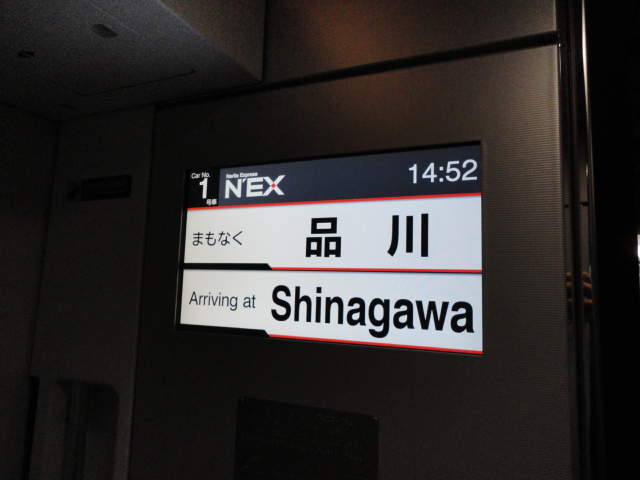 Car No.
1
号車
Narita Express
N'EX
14:52
まもなく 品川
Arriving at Shinagawa